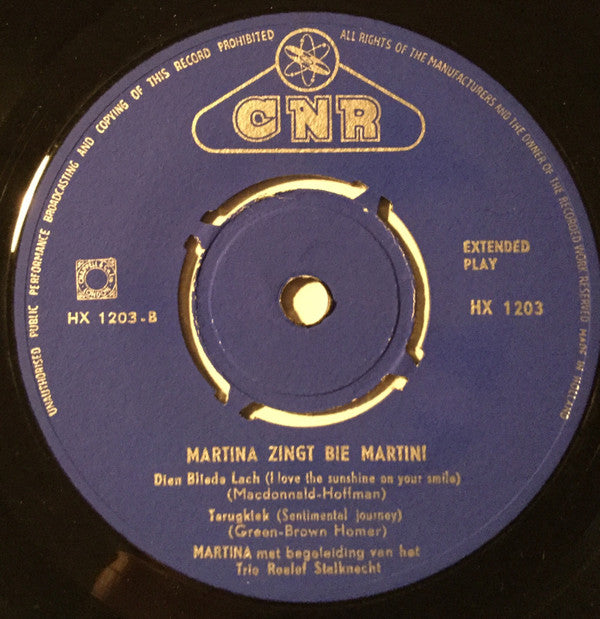 ALL RIGHTS OF THE MANUFACTURERS AND THE OWNER OF THE RECORDED WORK RESERVED MADE IN HOLLAND
UNAUTHORISED PUBLIC PERFORMANCE BROADCASTING AND COPYING OF THIS RECORD PROHIBITED
CNR
EXTENDED
PLAY
HX 1203-B
HX 1203
MARTINA ZINGT BIE MARTINI
Dien Bliede Lach (I love the sunshine on your smile)
(Macdonnald-Hoffman)
Terugkiek (Sentimental journey)
(Green-Brown Homer)
MARTINA met begeleiding van het
Trio Roelof Stalknecht